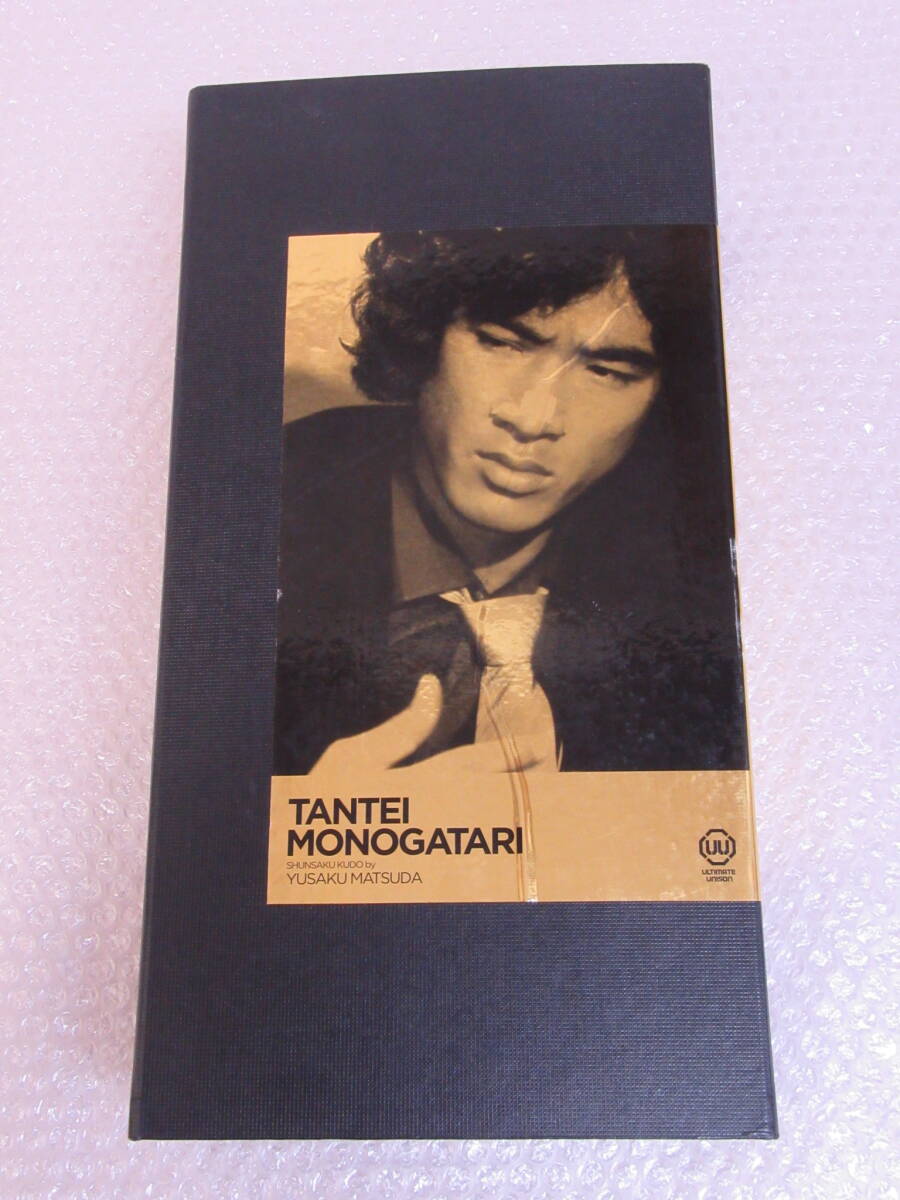 TANTEI
MONOGATARI
SHUNSAKU KUDO by
YUSAKU MATSUDA
UU
ULTIMATE
UNISON